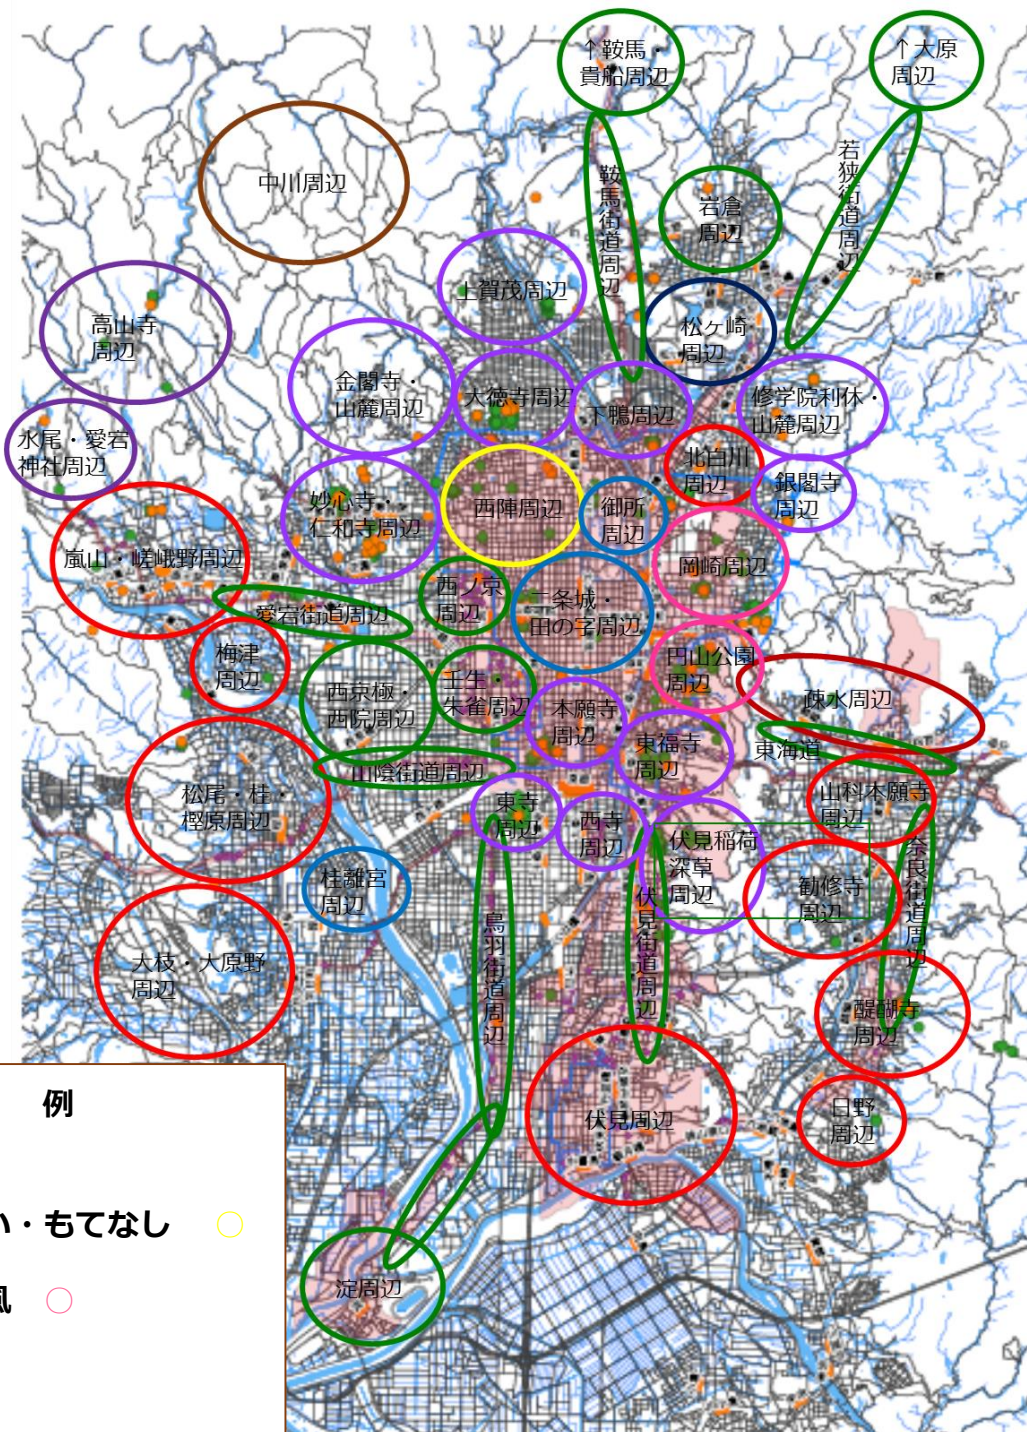 ↑鞍馬・
貴船周辺
↑大原
周辺
中川周辺
鞍馬街道周辺
岩倉
周辺
若狭街道周辺
上賀茂周辺
高山寺
周辺
松ヶ崎
周辺
金閣寺・
山麓周辺
大徳寺周辺
下鴨周辺
修学院利休・
山麓周辺
水尾・愛宕
神社周辺
北白川
周辺
銀閣寺
周辺
妙心寺・
仁和寺周辺
西陣周辺
御所
周辺
嵐山・嵯峨野周辺
岡崎周辺
西ノ京
周辺
二条城・
田の字周辺
愛宕街道周辺
梅津
周辺
円山公園
周辺
西京極・
西院周辺
壬生・
朱雀周辺
本願寺
周辺
疎水周辺
東福寺
周辺
東海道
山陰街道周辺
松尾・桂・
樫原周辺
東寺
周辺
西寺
周辺
山科本願寺
周辺
伏見稲荷
深草
周辺
奈良街道周辺
桂離宮
周辺
勧修寺
周辺
伏見街道周辺
鳥羽街道周辺
大枝・大原野
周辺
醍醐寺
周辺
伏見周辺
日野
周辺
例
い・もてなし
風
淀周辺